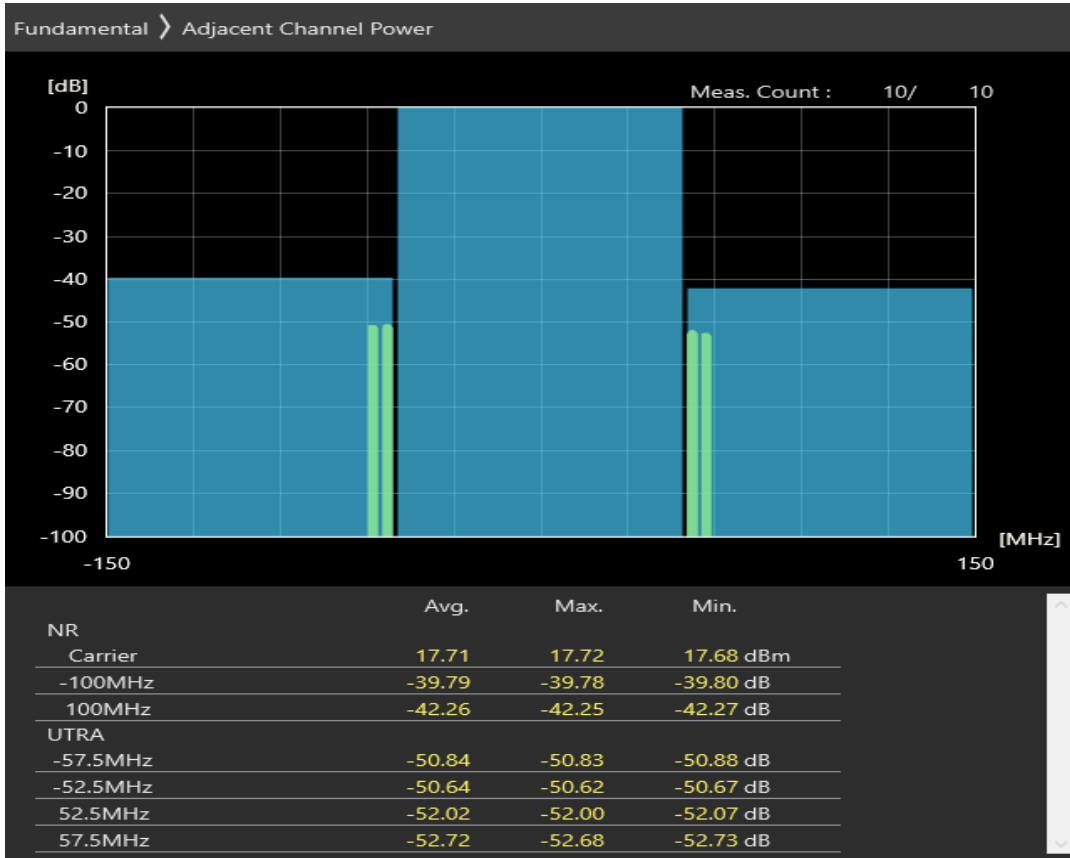 Fundamental 〉 Adjacent Channel Power
[dB]
Meas. Count : 10/ 10
0
-10
-20
-30
-40
-50
-60
-70
-80
-90
-100
[MHz]
-150 150
Avg. Max. Min.
NR
Carrier 17.71 17.72 17.68 dBm
-100MHz -39.79 -39.78 -39.80 dB
100MHz -42.26 -42.25 -42.27 dB
UTRA
-57.5MHz -50.84 -50.83 -50.88 dB
-52.5MHz -50.64 -50.62 -50.67 dB
52.5MHz -52.02 -52.00 -52.07 dB
57.5MHz -52.72 -52.68 -52.73 dB